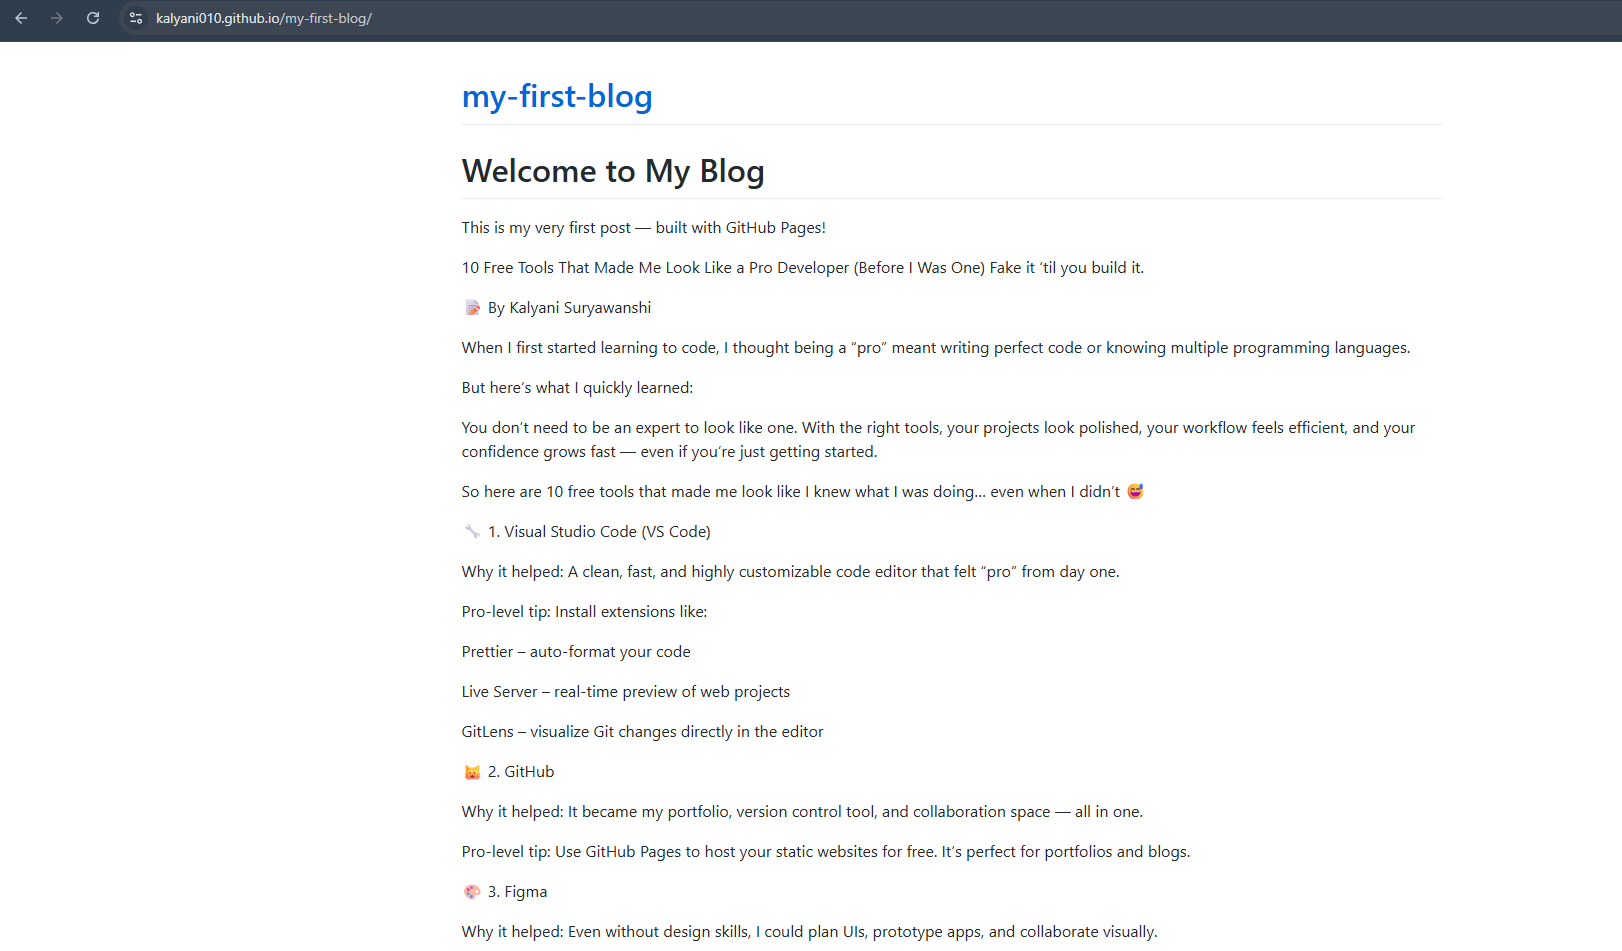 kalyani010.github.io/my-first-blog/
my-first-blog
Welcome to My Blog
This is my very first post — built with GitHub Pages!
10 Free Tools That Made Me Look Like a Pro Developer (Before I Was One) Fake it ‘til you build it.
📝 By Kalyani Suryawanshi
When I first started learning to code, I thought being a “pro” meant writing perfect code or knowing multiple programming languages.
But here’s what I quickly learned:
You don’t need to be an expert to look like one. With the right tools, your projects look polished, your workflow feels efficient, and your
confidence grows fast — even if you’re just getting started.
So here are 10 free tools that made me look like I knew what I was doing… even when I didn’t 😅
🔧 1. Visual Studio Code (VS Code)
Why it helped: A clean, fast, and highly customizable code editor that felt “pro” from day one.
Pro-level tip: Install extensions like:
Prettier – auto-format your code
Live Server – real-time preview of web projects
GitLens – visualize Git changes directly in the editor
🐱 2. GitHub
Why it helped: It became my portfolio, version control tool, and collaboration space — all in one.
Pro-level tip: Use GitHub Pages to host your static websites for free. It’s perfect for portfolios and blogs.
🎨 3. Figma
Why it helped: Even without design skills, I could plan UIs, prototype apps, and collaborate visually.